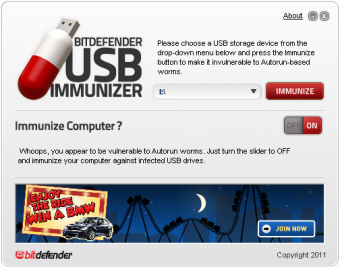 About
BITDEFENDER
USB
IMMUNIZER
Please choose a USB storage device from the
drop-down menu below and press the Immunize
button to make it invulnerable to Autorun-based
worms.
I:\
IMMUNIZE
Immunize Computer ?
OFF ON
Whoops, you appear to be vulnerable to Autorun worms. Just turn the slider to OFF
and immunize your computer against infected USB drives.
ENJOY
THE RIDE
WIN A BMW
JOIN NOW
bitdefender
Copyright 2011